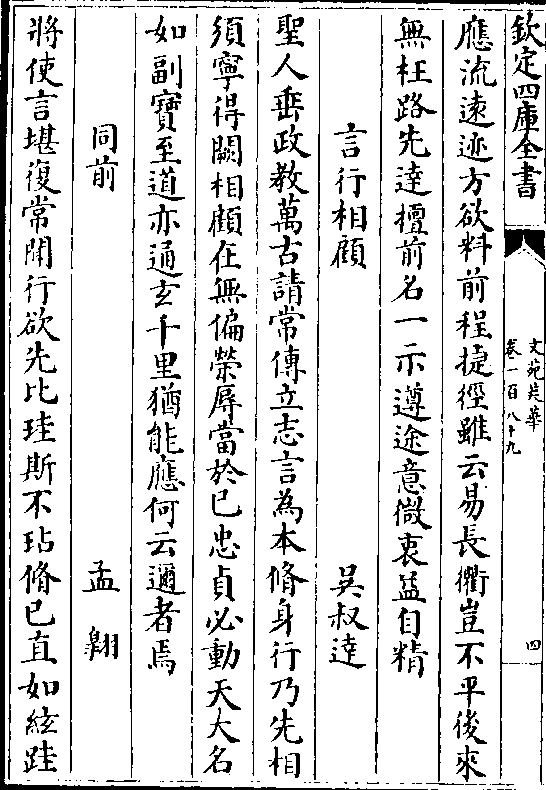 欽定四庫全書
文苑英華
卷一百八十九
四
應流遠迹方欲料前程捷徑雖云易長衢豈不平後來
無枉路先達擅前名一示遵途意微衷益自精
言行相顧
吳叔達
聖人垂政教萬古請常傳立志言為本脩身行乃先相
須寧得闕相顧在無偏榮辱當於己忠貞必動天大名
如副寶至道亦通玄千里猶能應何云邇者焉
同前
孟翱
將使言堪復常聞行欲先比珪斯不玷脩己直如絃跬